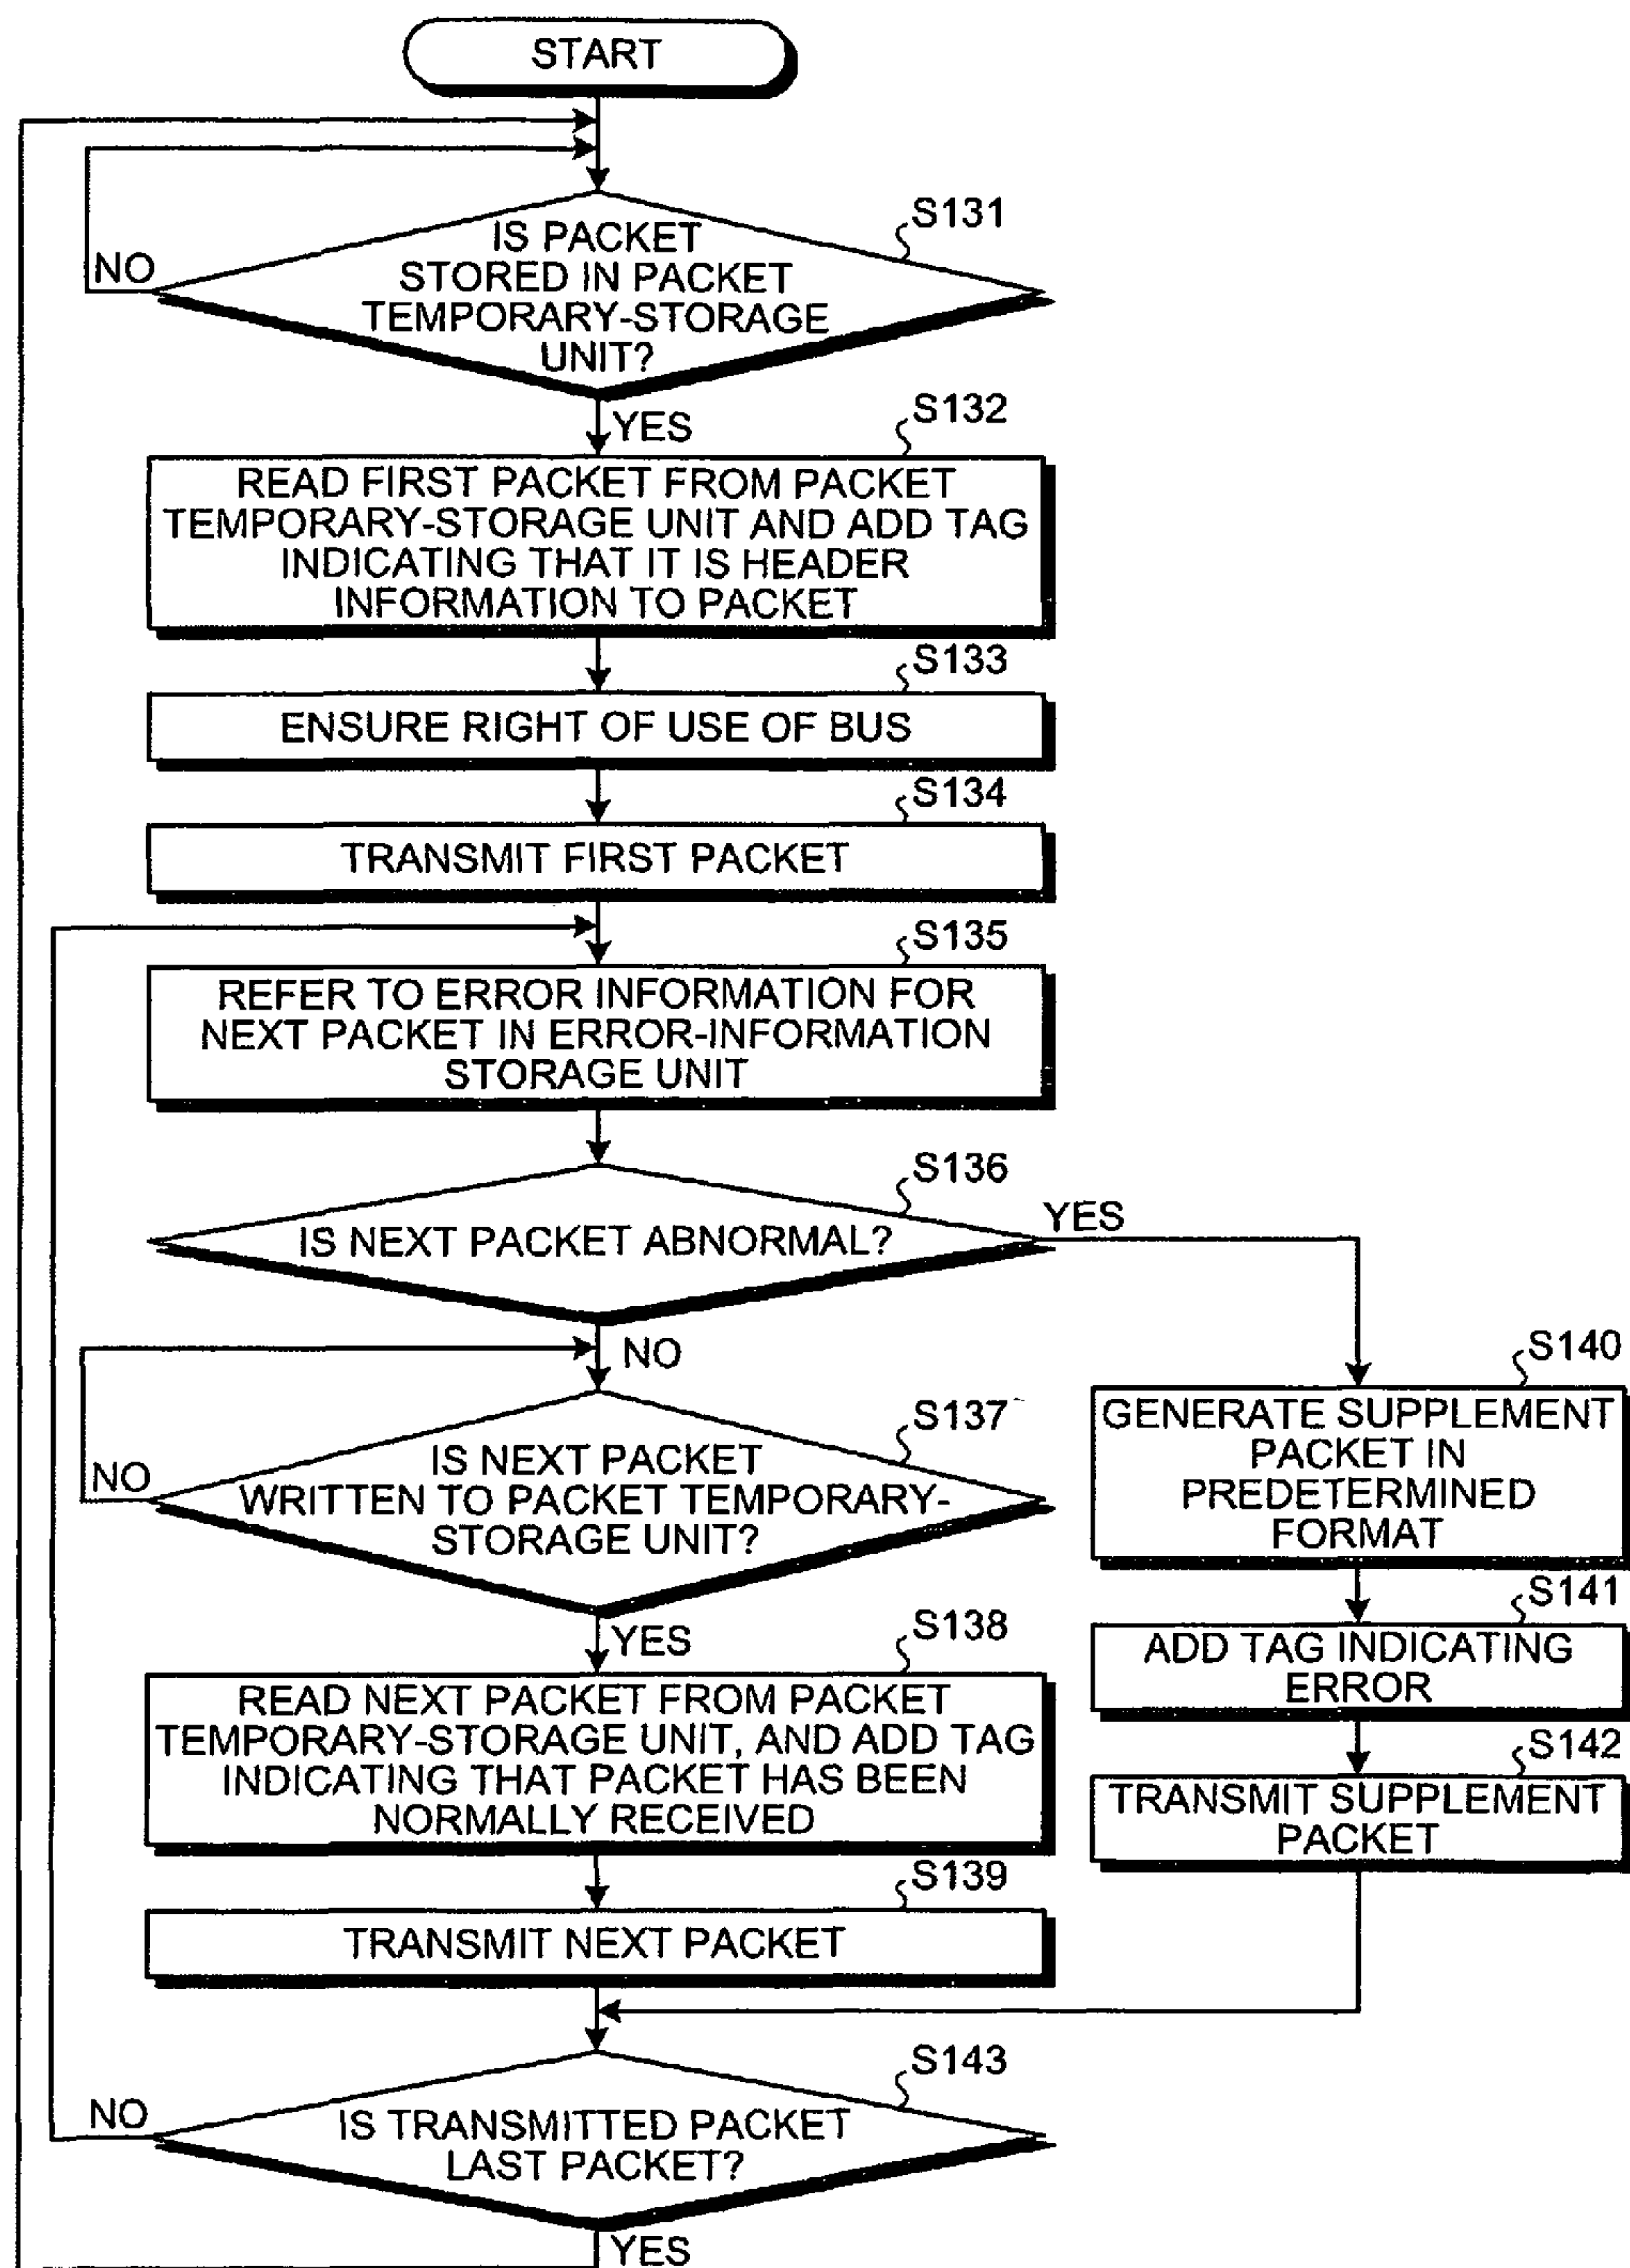 START
S131
IS PACKET
STORED IN PACKET
TEMPORARY-STORAGE
UNIT?
NO
YES
S132
READ FIRST PACKET FROM PACKET
TEMPORARY-STORAGE UNIT AND ADD TAG
INDICATING THAT IT IS HEADER
INFORMATION TO PACKET
S133
ENSURE RIGHT OF USE OF BUS
S134
TRANSMIT FIRST PACKET
S135
REFER TO ERROR INFORMATION FOR
NEXT PACKET IN ERROR-INFORMATION
STORAGE UNIT
S136
IS NEXT PACKET ABNORMAL?
YES
NO
S137
IS NEXT PACKET
WRITTEN TO PACKET TEMPORARY-
STORAGE UNIT?
NO
YES
S138
READ NEXT PACKET FROM PACKET
TEMPORARY-STORAGE UNIT, AND ADD TAG
INDICATING THAT PACKET HAS BEEN
NORMALLY RECEIVED
S139
TRANSMIT NEXT PACKET
S140
GENERATE SUPPLEMENT
PACKET IN
PREDETERMINED
FORMAT
S141
ADD TAG INDICATING
ERROR
S142
TRANSMIT SUPPLEMENT
PACKET
S143
IS TRANSMITTED PACKET
LAST PACKET?
NO
YES